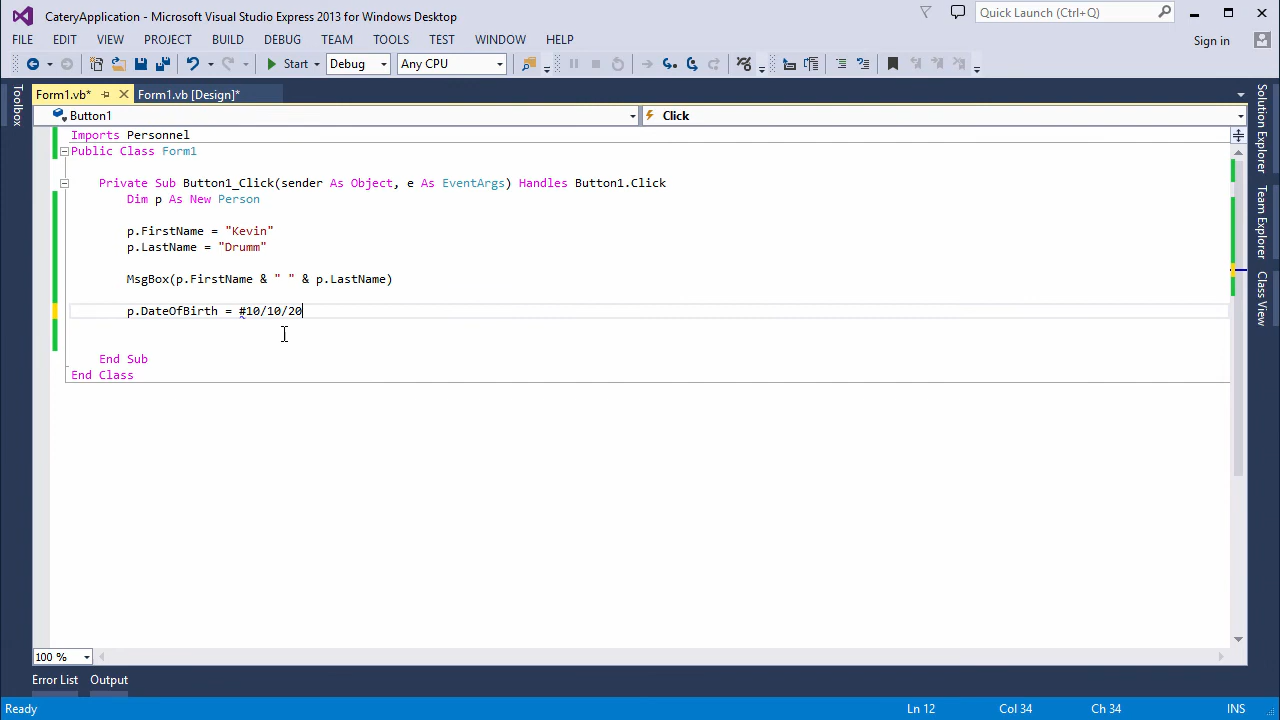 CateryApplication - Microsoft Visual Studio Express 2013 for Windows Desktop
Quick Launch (Ctrl+Q)
FILE EDIT VIEW PROJECT BUILD DEBUG TEAM TOOLS TEST WINDOW HELP
Sign in
Start Debug Any CPU
Form1.vb* Form1.vb [Design]*
Button1 Click
Imports Personnel
Public Class Form1
Private Sub Button1_Click(sender As Object, e As EventArgs) Handles Button1.Click
Dim p As New Person
p.FirstName = "Kevin"
p.LastName = "Drumm"
MsgBox(p.FirstName & " " & p.LastName)
p.DateOfBirth = #10/10/20
End Sub
End Class
Toolbox
Solution Explorer
Team Explorer
Class View
100 %
Error List Output
Ready Ln 12 Col 34 Ch 34 INS